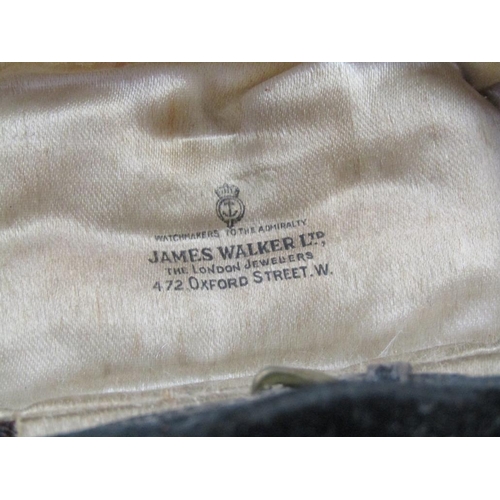 WATCHMAKERS TO THE ADMIRALTY
JAMES WALKER LTD,
THE LONDON JEWELERS
472 OXFORD STREET. W.